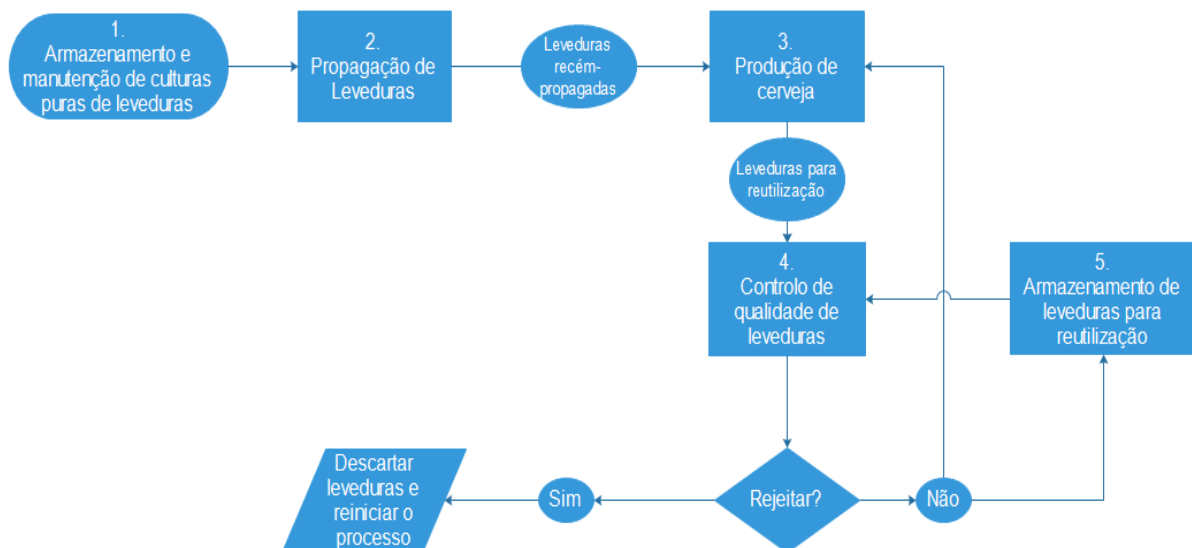 1.
Armazenamento e
manutenção de culturas
puras de leveduras
2.
Propagação de
Leveduras
Leveduras
recém-
propagadas
3.
Produção de
cerveja
Leveduras para
reutilização
4.
Controlo de
qualidade de
leveduras
5.
Armazenamento de
leveduras para
reutilização
Descartar
leveduras e
reiniciar o
processo
Sim
Rejeitar?
Não